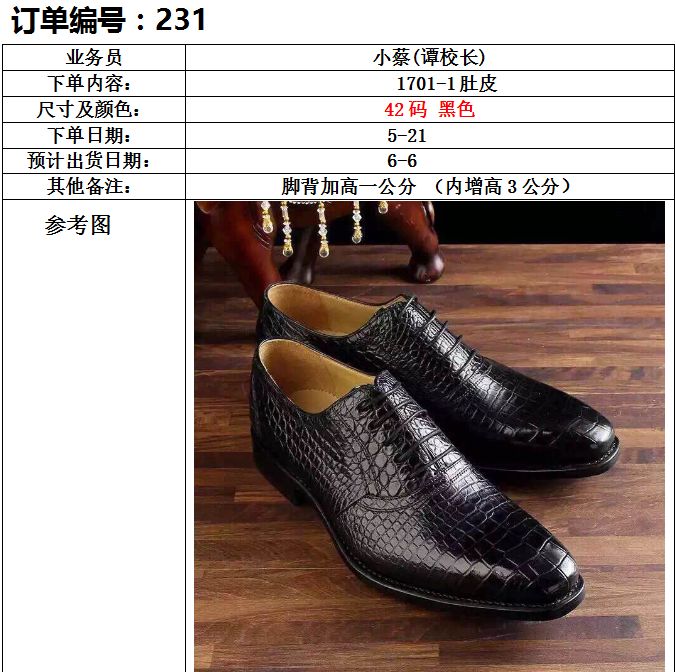 订单编号：231
业务员 小蔡(谭校长)
下单内容： 1701-1肚皮
尺寸及颜色： 42码 黑色
下单日期： 5-21
预计出货日期： 6-6
其他备注： 脚背加高一公分 （内增高3公分）
参考图